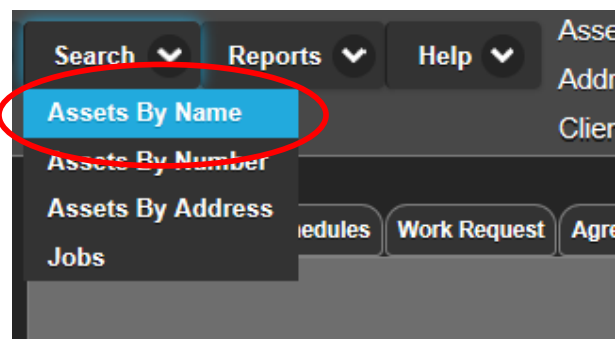 Search Reports Help
Asse
Addr
Clien
Assets By Name
Assets By Number
Assets By Address
Jobs
edules Work Request Agre